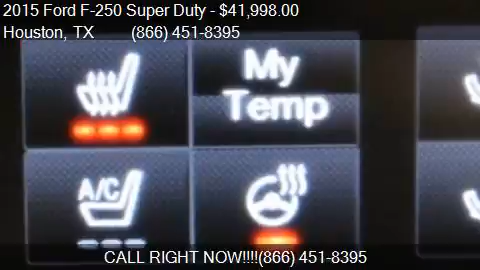 2015 Ford F-250 Super Duty - $41,998.00
Houston, TX (866) 451-8395
My
Temp
A/C
CALL RIGHT NOW!!!!(866) 451-8395